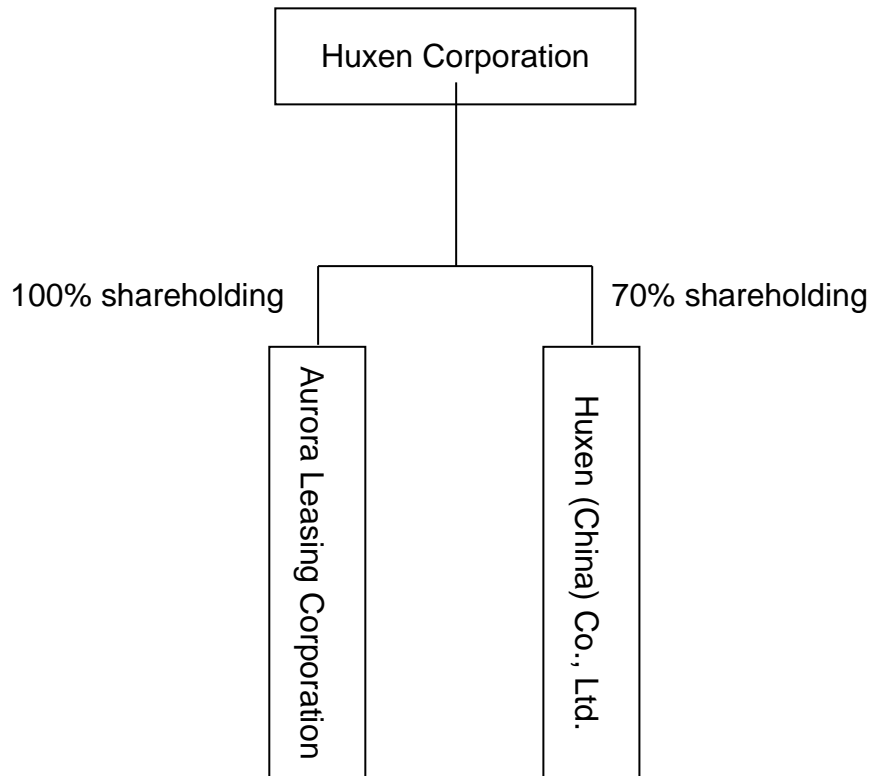 Huxen Corporation
100% shareholding
70% shareholding
Aurora Leasing Corporation
Huxen (China) Co., Ltd.